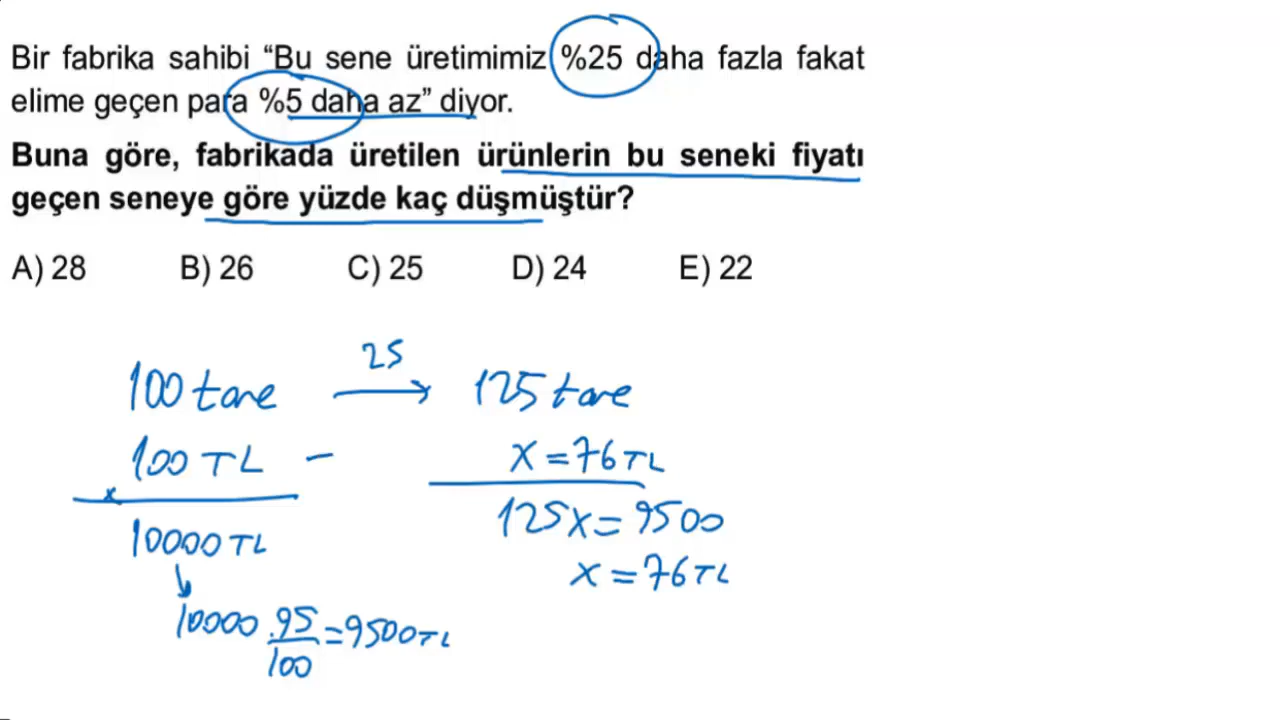 Bir fabrika sahibi “Bu sene üretimimiz %25 daha fazla fakat
elime geçen para %5 daha az” diyor.
Buna göre, fabrikada üretilen ürünlerin bu seneki fiyatı
geçen seneye göre yüzde kaç düşmüştür?
A) 28 B) 26 C) 25 D) 24 E) 22
25
100 tane → 125 tane
100 TL – x = 76 TL
x
10000 TL 125x = 9500
x = 76 TL
10000 . 95/100 = 9500 TL